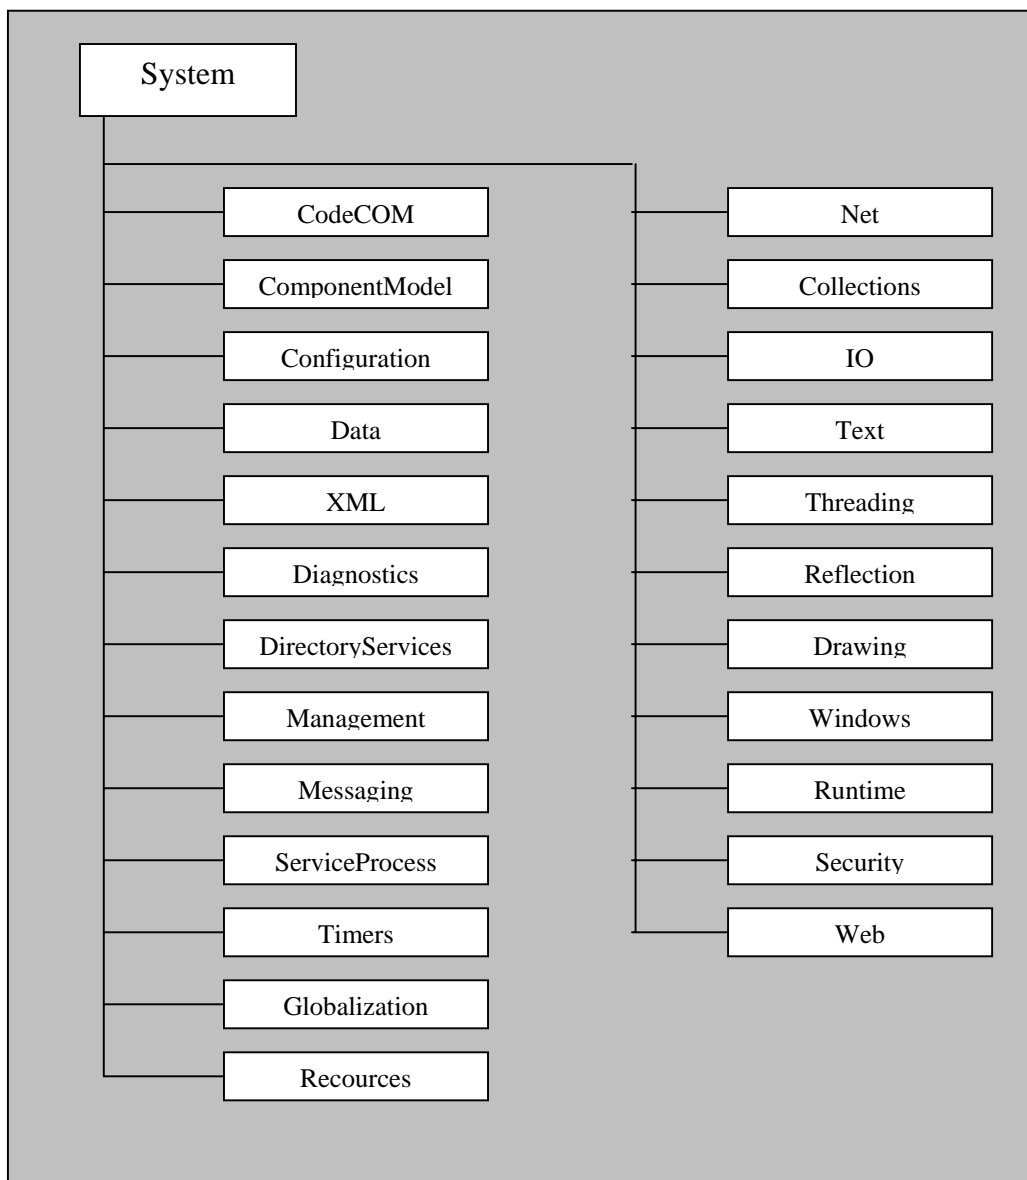 System
CodeCOM
ComponentModel
Configuration
Data
XML
Diagnostics
DirectoryServices
Management
Messaging
ServiceProcess
Timers
Globalization
Recources
Net
Collections
IO
Text
Threading
Reflection
Drawing
Windows
Runtime
Security
Web